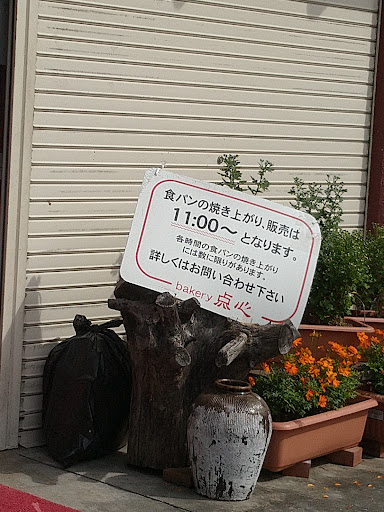 食パンの焼き上がり、販売は
11:00～ となります。
各時間の食パンの焼き上がり
には数に限りがあります。
詳しくはお問い合わせ下さい
bakery 点心